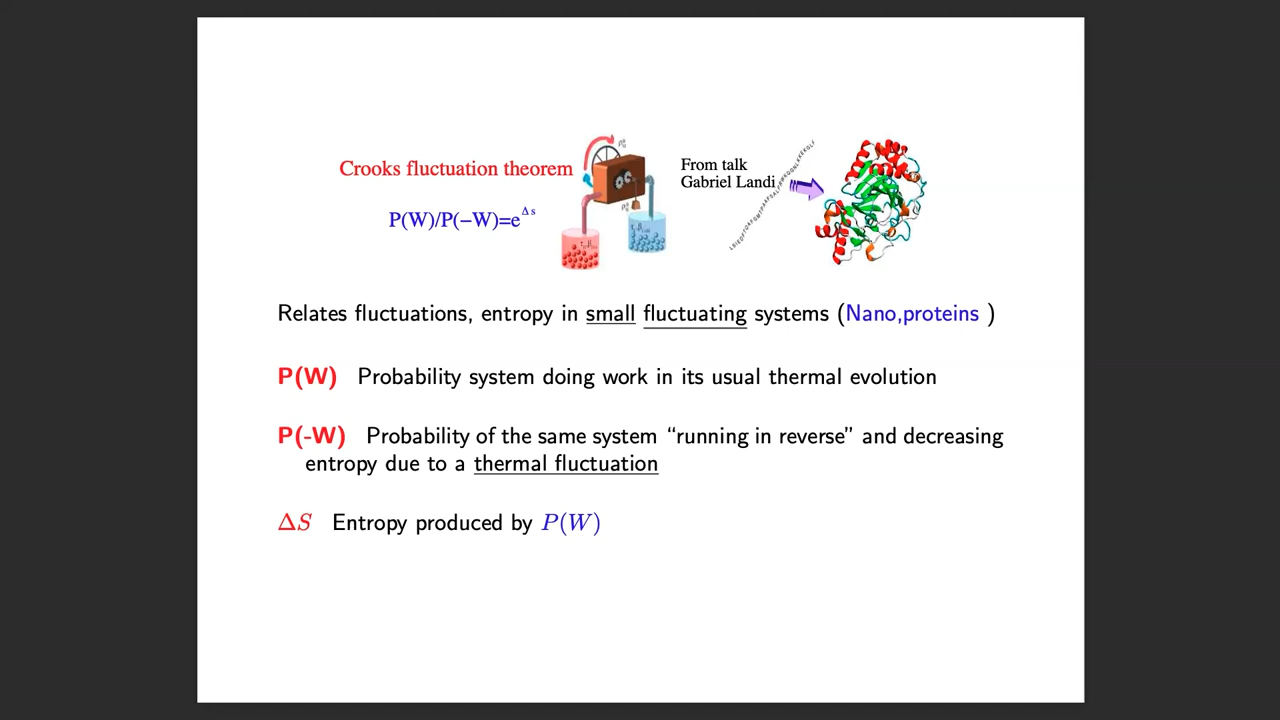 Crooks fluctuation theorem
P(W)/P(−W)=e^Δs
From talk
Gabriel Landi
Relates fluctuations, entropy in small fluctuating systems (Nano,proteins )
P(W) Probability system doing work in its usual thermal evolution
P(-W) Probability of the same system “running in reverse” and decreasing
entropy due to a thermal fluctuation
ΔS Entropy produced by P(W)